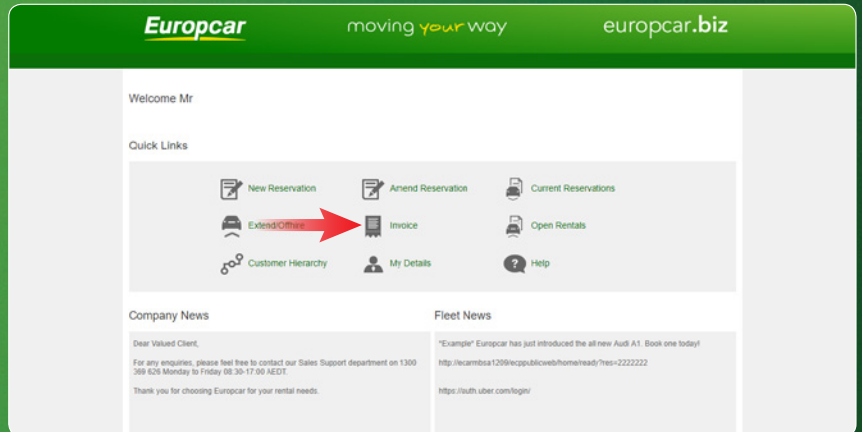 Europcar
moving your way
europcar.biz
Welcome Mr
Quick Links
New Reservation
Amend Reservation
Current Reservations
Extend/Offhire
Invoice
Open Rentals
Customer Hierarchy
My Details
? Help
Company News
Fleet News
Dear Valued Client,
For any enquiries, please feel free to contact our Sales Support department on 1300
369 626 Monday to Friday 08:30-17:00 AEDT.
Thank you for choosing Europcar for your rental needs.
"Example" Europcar has just introduced the all new Audi A1. Book one today!
http://ecarmbsa1209/ecppublicweb/home/ready?res=2222222
https://auth.uber.com/login/